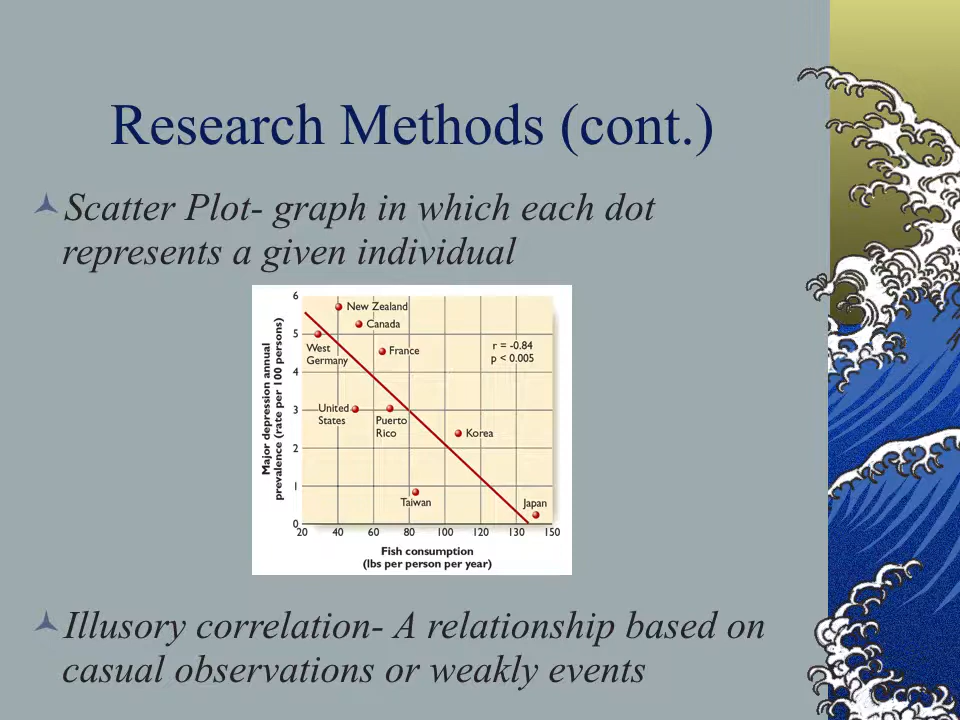 Research Methods (cont.)
Scatter Plot- graph in which each dot
represents a given individual
Major depression annual
prevalence (rate per 100 persons)
6
5
4
3
2
1
0
New Zealand
Canada
West
Germany
France
r = -0.84
p < 0.005
United
States
Puerto
Rico
Korea
Taiwan
Japan
20 40 60 80 100 120 130 150
Fish consumption
(lbs per person per year)
Illusory correlation- A relationship based on
casual observations or weakly events